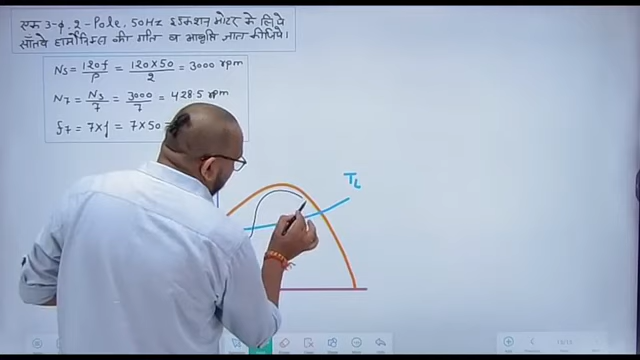 एक 3-φ, 2-Pole, 50Hz इंडक्शन मोटर के लिये
साँतवे हार्मोनिक्स की गति व आवृत्ति ज्ञात कीजिये।
Ns = 120f/P = 120×50/2 = 3000 rpm
N7 = Ns/7 = 3000/7 = 428.5 rpm
f7 = 7×f = 7×50
TL